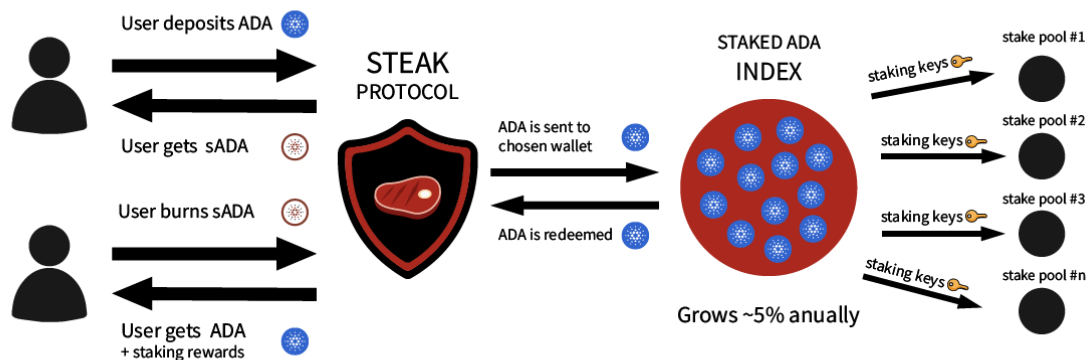 User deposits ADA
User gets sADA
User burns sADA
User gets ADA
+ staking rewards
STEAK
PROTOCOL
ADA is sent to
chosen wallet
ADA is redeemed
STAKED ADA
INDEX
Grows ~5% anually
staking keys
stake pool #1
staking keys
stake pool #2
staking keys
stake pool #3
staking keys
stake pool #n